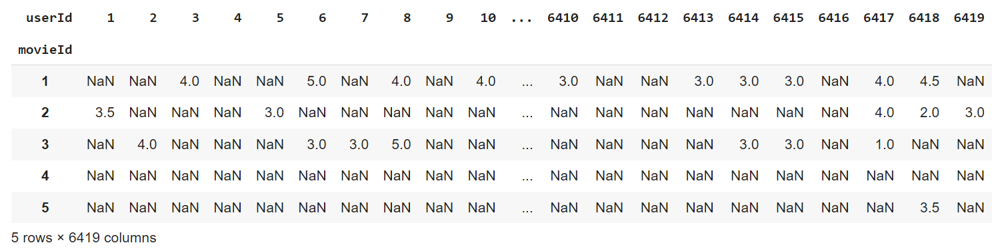 userId 1 2 3 4 5 6 7 8 9 10 ... 6410 6411 6412 6413 6414 6415 6416 6417 6418 6419
movieId
1 NaN NaN 4.0 NaN NaN 5.0 NaN 4.0 NaN 4.0 ... 3.0 NaN NaN 3.0 3.0 3.0 NaN 4.0 4.5 NaN
2 3.5 NaN NaN NaN 3.0 NaN NaN NaN NaN NaN ... NaN NaN NaN NaN NaN NaN NaN 4.0 2.0 3.0
3 NaN 4.0 NaN NaN NaN 3.0 3.0 5.0 NaN NaN ... NaN NaN NaN NaN 3.0 3.0 NaN 1.0 NaN NaN
4 NaN NaN NaN NaN NaN NaN NaN NaN NaN NaN ... NaN NaN NaN NaN NaN NaN NaN NaN NaN NaN
5 NaN NaN NaN NaN NaN NaN NaN NaN NaN NaN ... NaN NaN NaN NaN NaN NaN NaN NaN 3.5 NaN
5 rows × 6419 columns